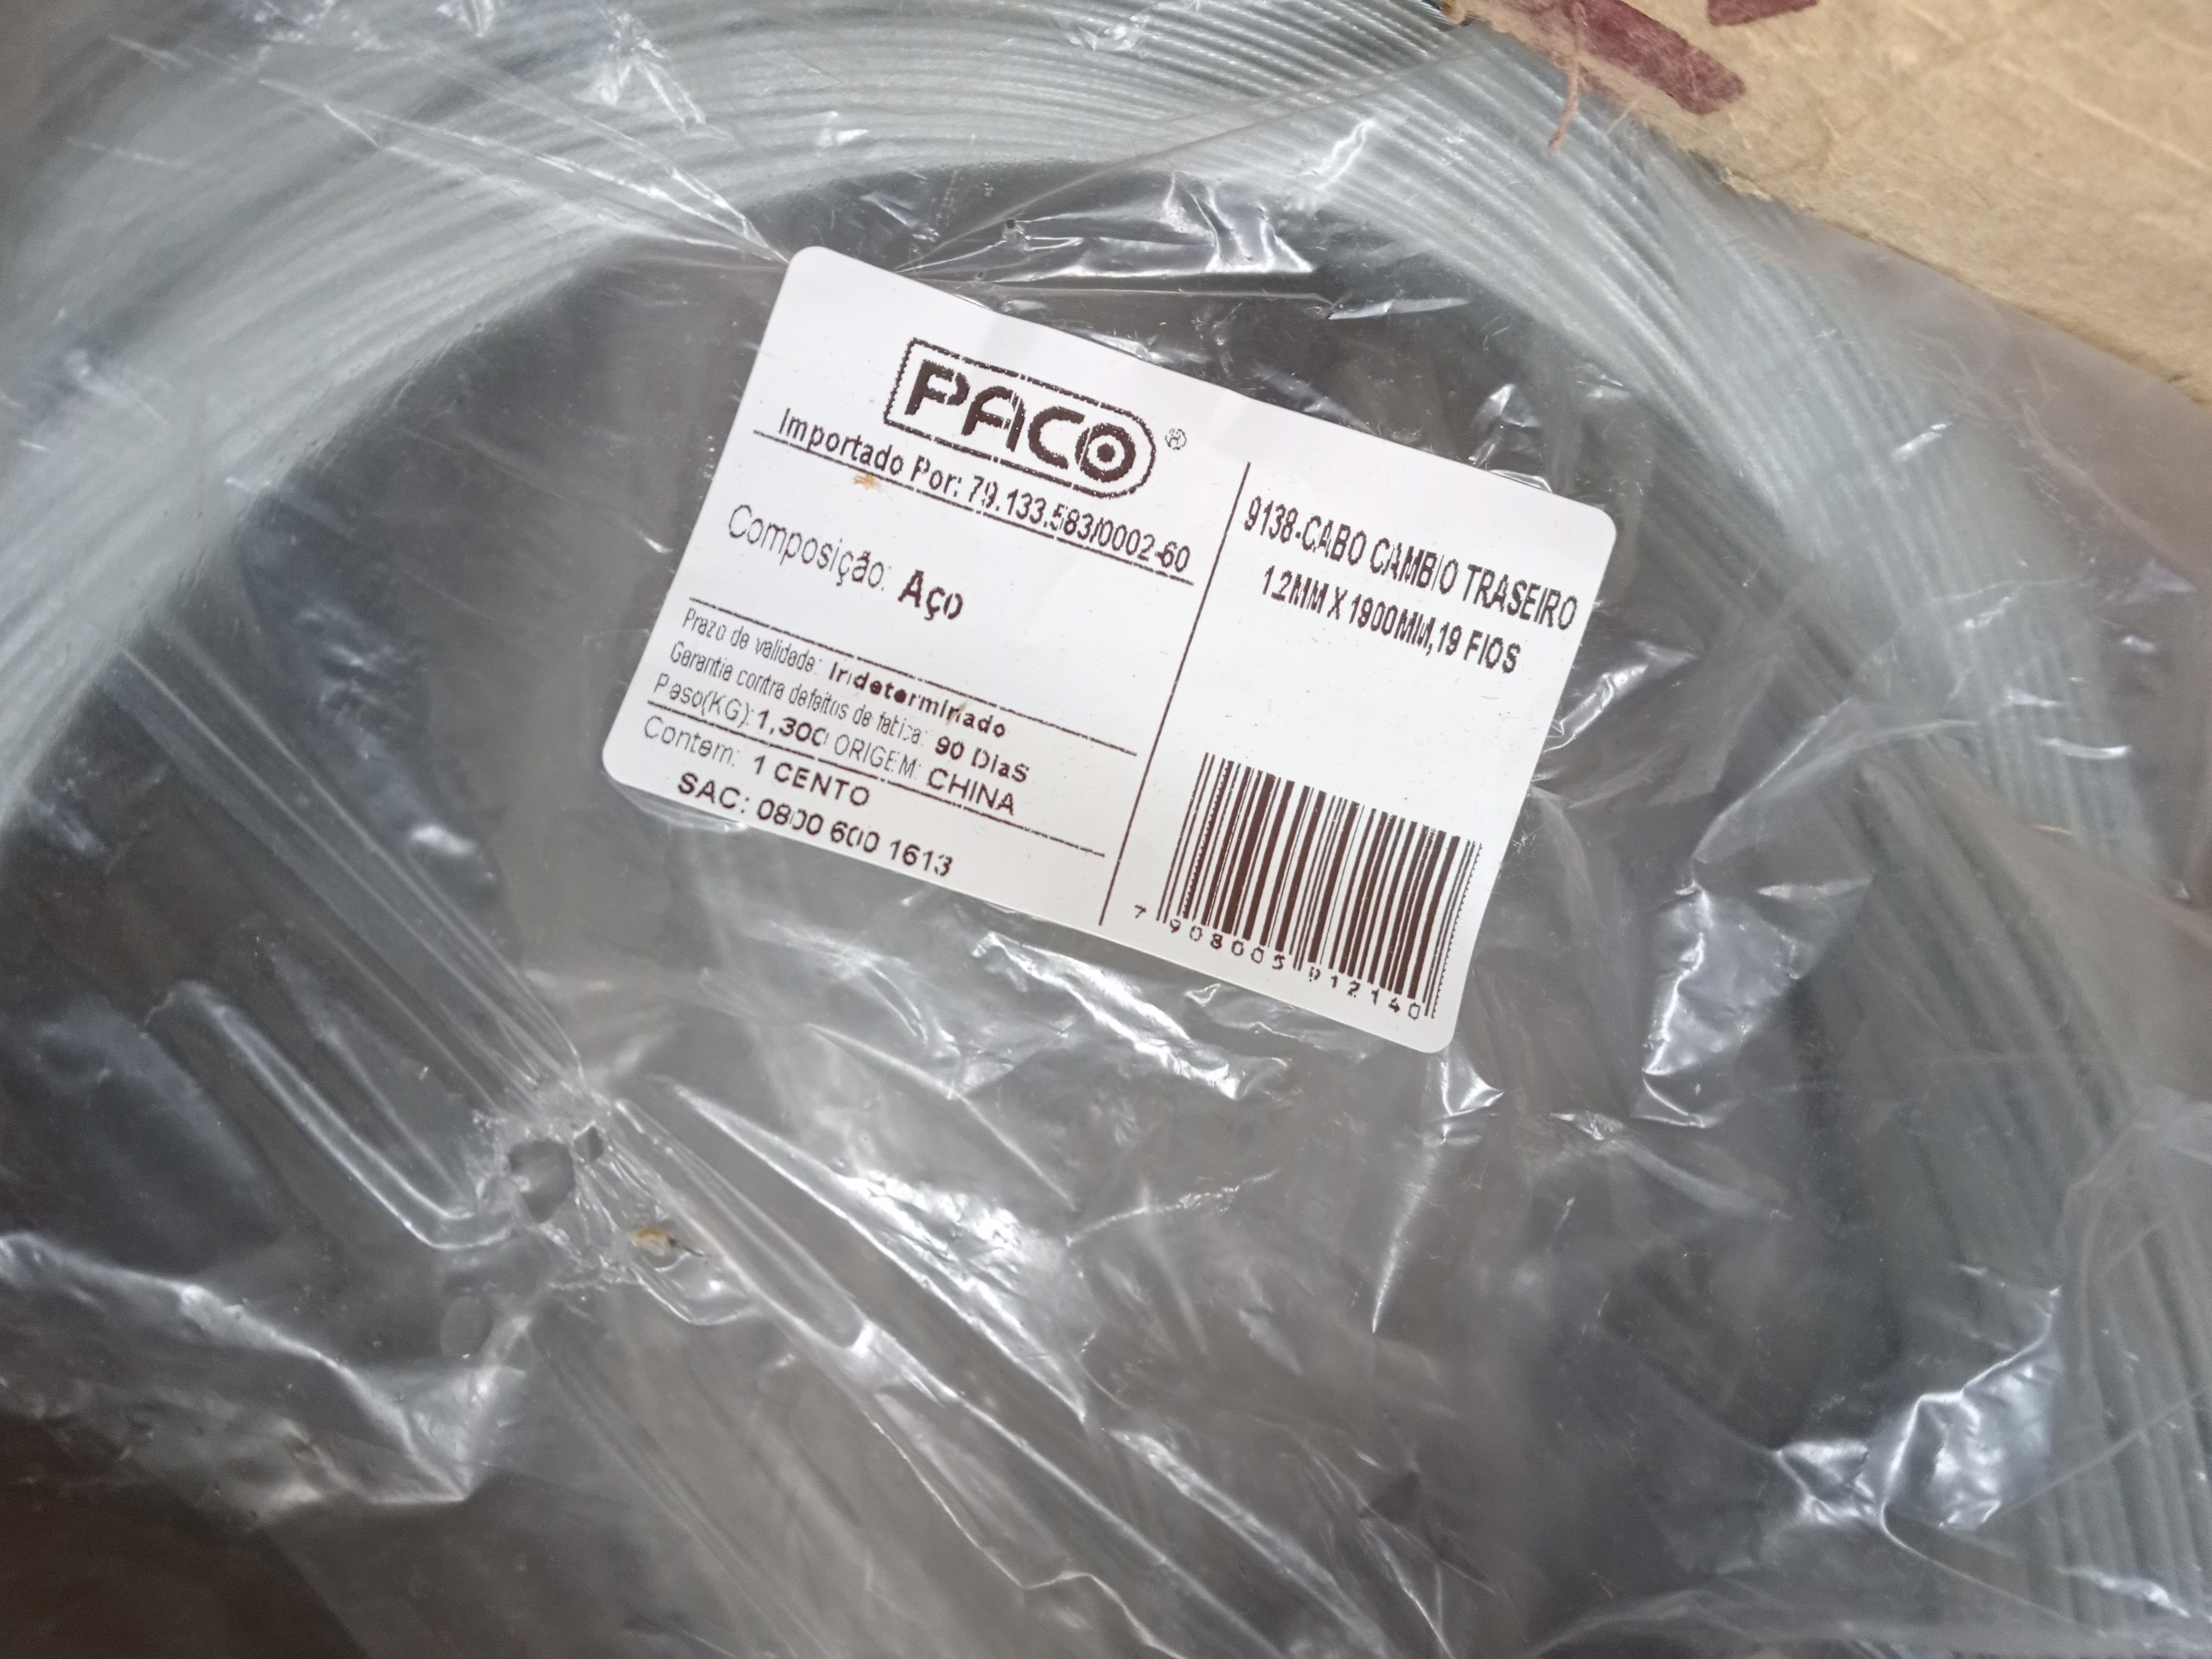 PACO®
Importado Por: 79.133.583/0002-60
Composição: Aço
Prazo de validade: Indeterminado
Garantia contra defeitos de fabrica: 90 Dias
Peso(KG): 1,300 ORIGEM: CHINA
Contem: 1 CENTO
SAC: 0800 600 1613
9138-CABO CAMBIO TRASEIRO
1.2MM X 1900MM,19 FIOS
7 908005 912140